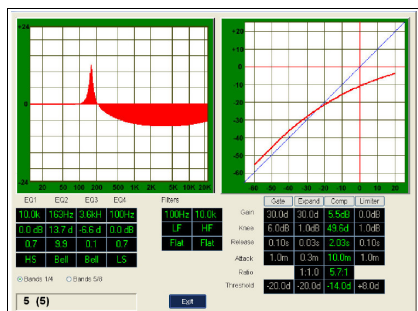 +24
0
-24
20 50 100 200 500 1K 2K 5K 10K 20K
+20
+10
0
-10
-20
-30
-40
-50
-60
-60 -50 -40 -30 -20 -10 0 +10 +20
EQ1 EQ2 EQ3 EQ4
10.0k 163Hz 3.6kH 100Hz
0.0 dB 13.7 d -6.6 d 0.0 dB
0.7 9.9 0.1 0.7
HS Bell Bell LS
Bands 1/4 Bands 5/8
5 (5)
Filters
100Hz 10.0k
LF HF
Flat Flat
Exit
Gate Expand Comp Limiter
Gain 30.0d 30.0d 5.5dB 0.0dB
Knee 6.0dB 1.0dB 49.6d 1.0dB
Release 0.10s 0.03s 2.03s 0.10s
Attack 1.0m 0.3m 10.0m 1.0m
Ratio 1:1.0 5.7:1
Threshold -20.0d -20.0d -14.0d +8.0d